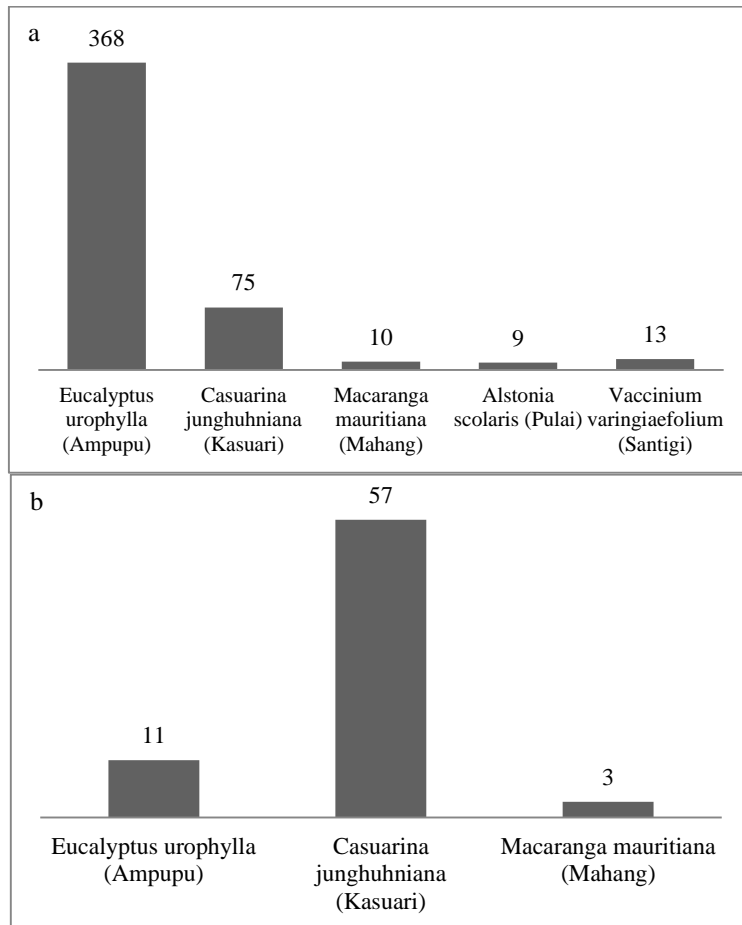 a
368
75
10
9
13
Eucalyptus
urophylla
(Ampupu)
Casuarina
junghuhniana
(Kasuari)
Macaranga
mauritiana
(Mahang)
Alstonia
scolaris (Pulai)
Vaccinium
varingiaefolium
(Santigi)
b
57
11
3
Eucalyptus urophylla
(Ampupu)
Casuarina
junghuhniana
(Kasuari)
Macaranga mauritiana
(Mahang)